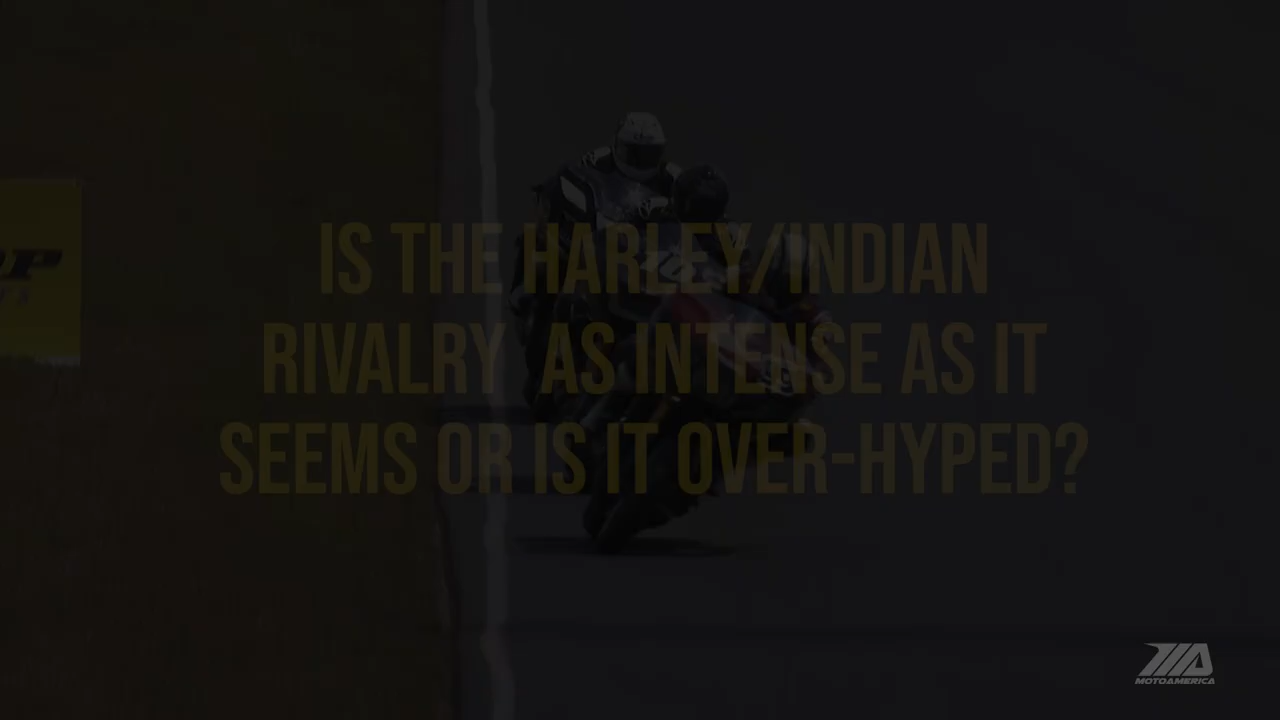 IS THE HARLEY/INDIAN
RIVALRY AS INTENSE AS IT
SEEMS OR IS IT OVER-HYPED?
MOTOAMERICA